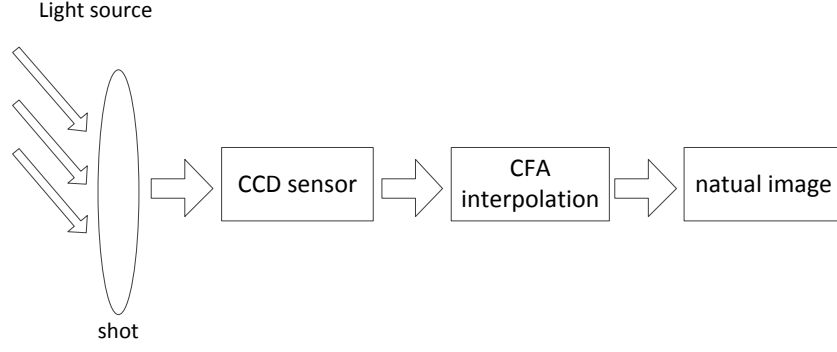 Light source
shot
CCD sensor
CFA
interpolation
natual image